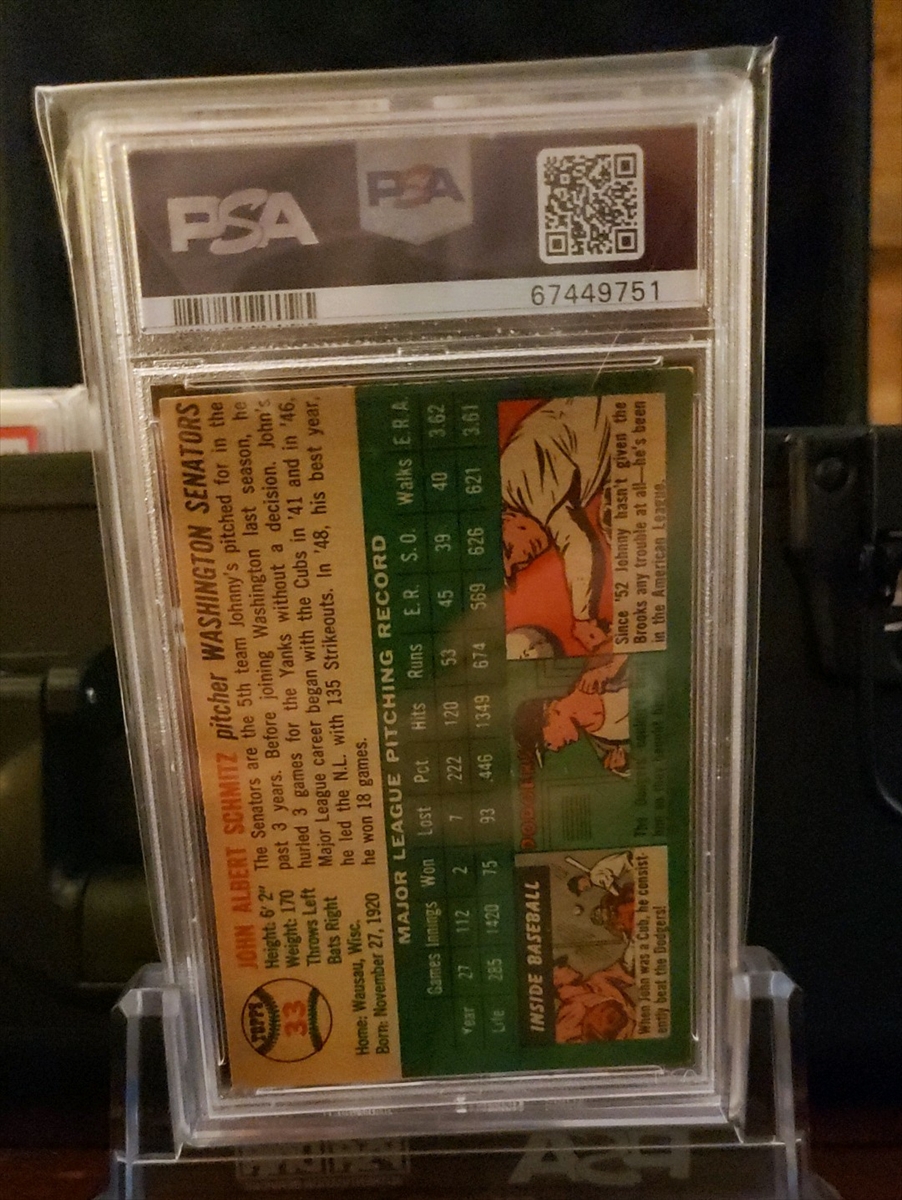 PSA
PSA
67449751
TOPPS
33
JOHN ALBERT SCHMITZ pitcher WASHINGTON SENATORS
Height: 6' 2"
Weight: 170
Throws Left
Bats Right
Home: Wausau, Wisc.
Born: November 27, 1920
The Senators are the 5th team Johnny's pitched for in the
past 3 years. Before joining Washington last season, he
hurled 3 games for the Yanks without a decision. John's
Major League career began with the Cubs in '41 and in '46,
he led the N.L. with 135 Strikeouts. In '48, his best year,
he won 18 games.
MAJOR LEAGUE PITCHING RECORD
Games Innings Won Lost Pct Hits Runs E.R. S.O. Walks E.R.A.
Year 27 112 2 7 .222 120 53 45 39 40 3.62
Life 285 1420 75 93 .446 1349 674 569 626 621 3.61
INSIDE BASEBALL
When John was a Cub, he consist-
ently beat the Dodgers!
The Dodgers
Since '52 Johnny hasn't given the
Brooks any trouble at all—he's been
in the American League.
PSA